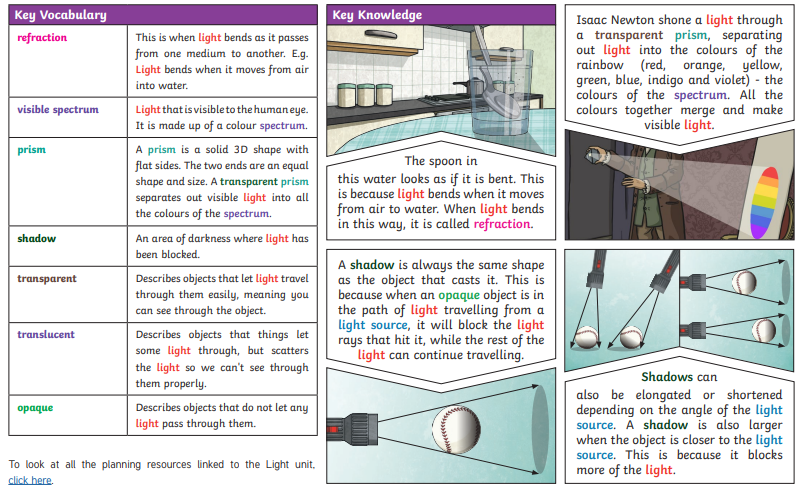 Key Vocabulary
refraction
This is when light bends as it passes
from one medium to another. E.g.
Light bends when it moves from air
into water.
visible spectrum
Light that is visible to the human eye.
It is made up of a colour spectrum.
prism
A prism is a solid 3D shape with
flat sides. The two ends are an equal
shape and size. A transparent prism
separates out visible light into all
the colours of the spectrum.
shadow
An area of darkness where light has
been blocked.
transparent
Describes objects that let light travel
through them easily, meaning you
can see through the object.
translucent
Describes objects that things let
some light through, but scatters
the light so we can't see through
them properly.
opaque
Describes objects that do not let any
light pass through them.
To look at all the planning resources linked to the Light unit,
click here.
Key Knowledge
The spoon in
this water looks as if it is bent. This
is because light bends when it moves
from air to water. When light bends
in this way, it is called refraction.
A shadow is always the same shape
as the object that casts it. This is
because when an opaque object is in
the path of light travelling from a
light source, it will block the light
rays that hit it, while the rest of the
light can continue travelling.
Isaac Newton shone a light through
a transparent prism, separating
out light into the colours of the
rainbow (red, orange, yellow,
green, blue, indigo and violet) - the
colours of the spectrum. All the
colours together merge and make
visible light.
Shadows can
also be elongated or shortened
depending on the angle of the light
source. A shadow is also larger
when the object is closer to the light
source. This is because it blocks
more of the light.